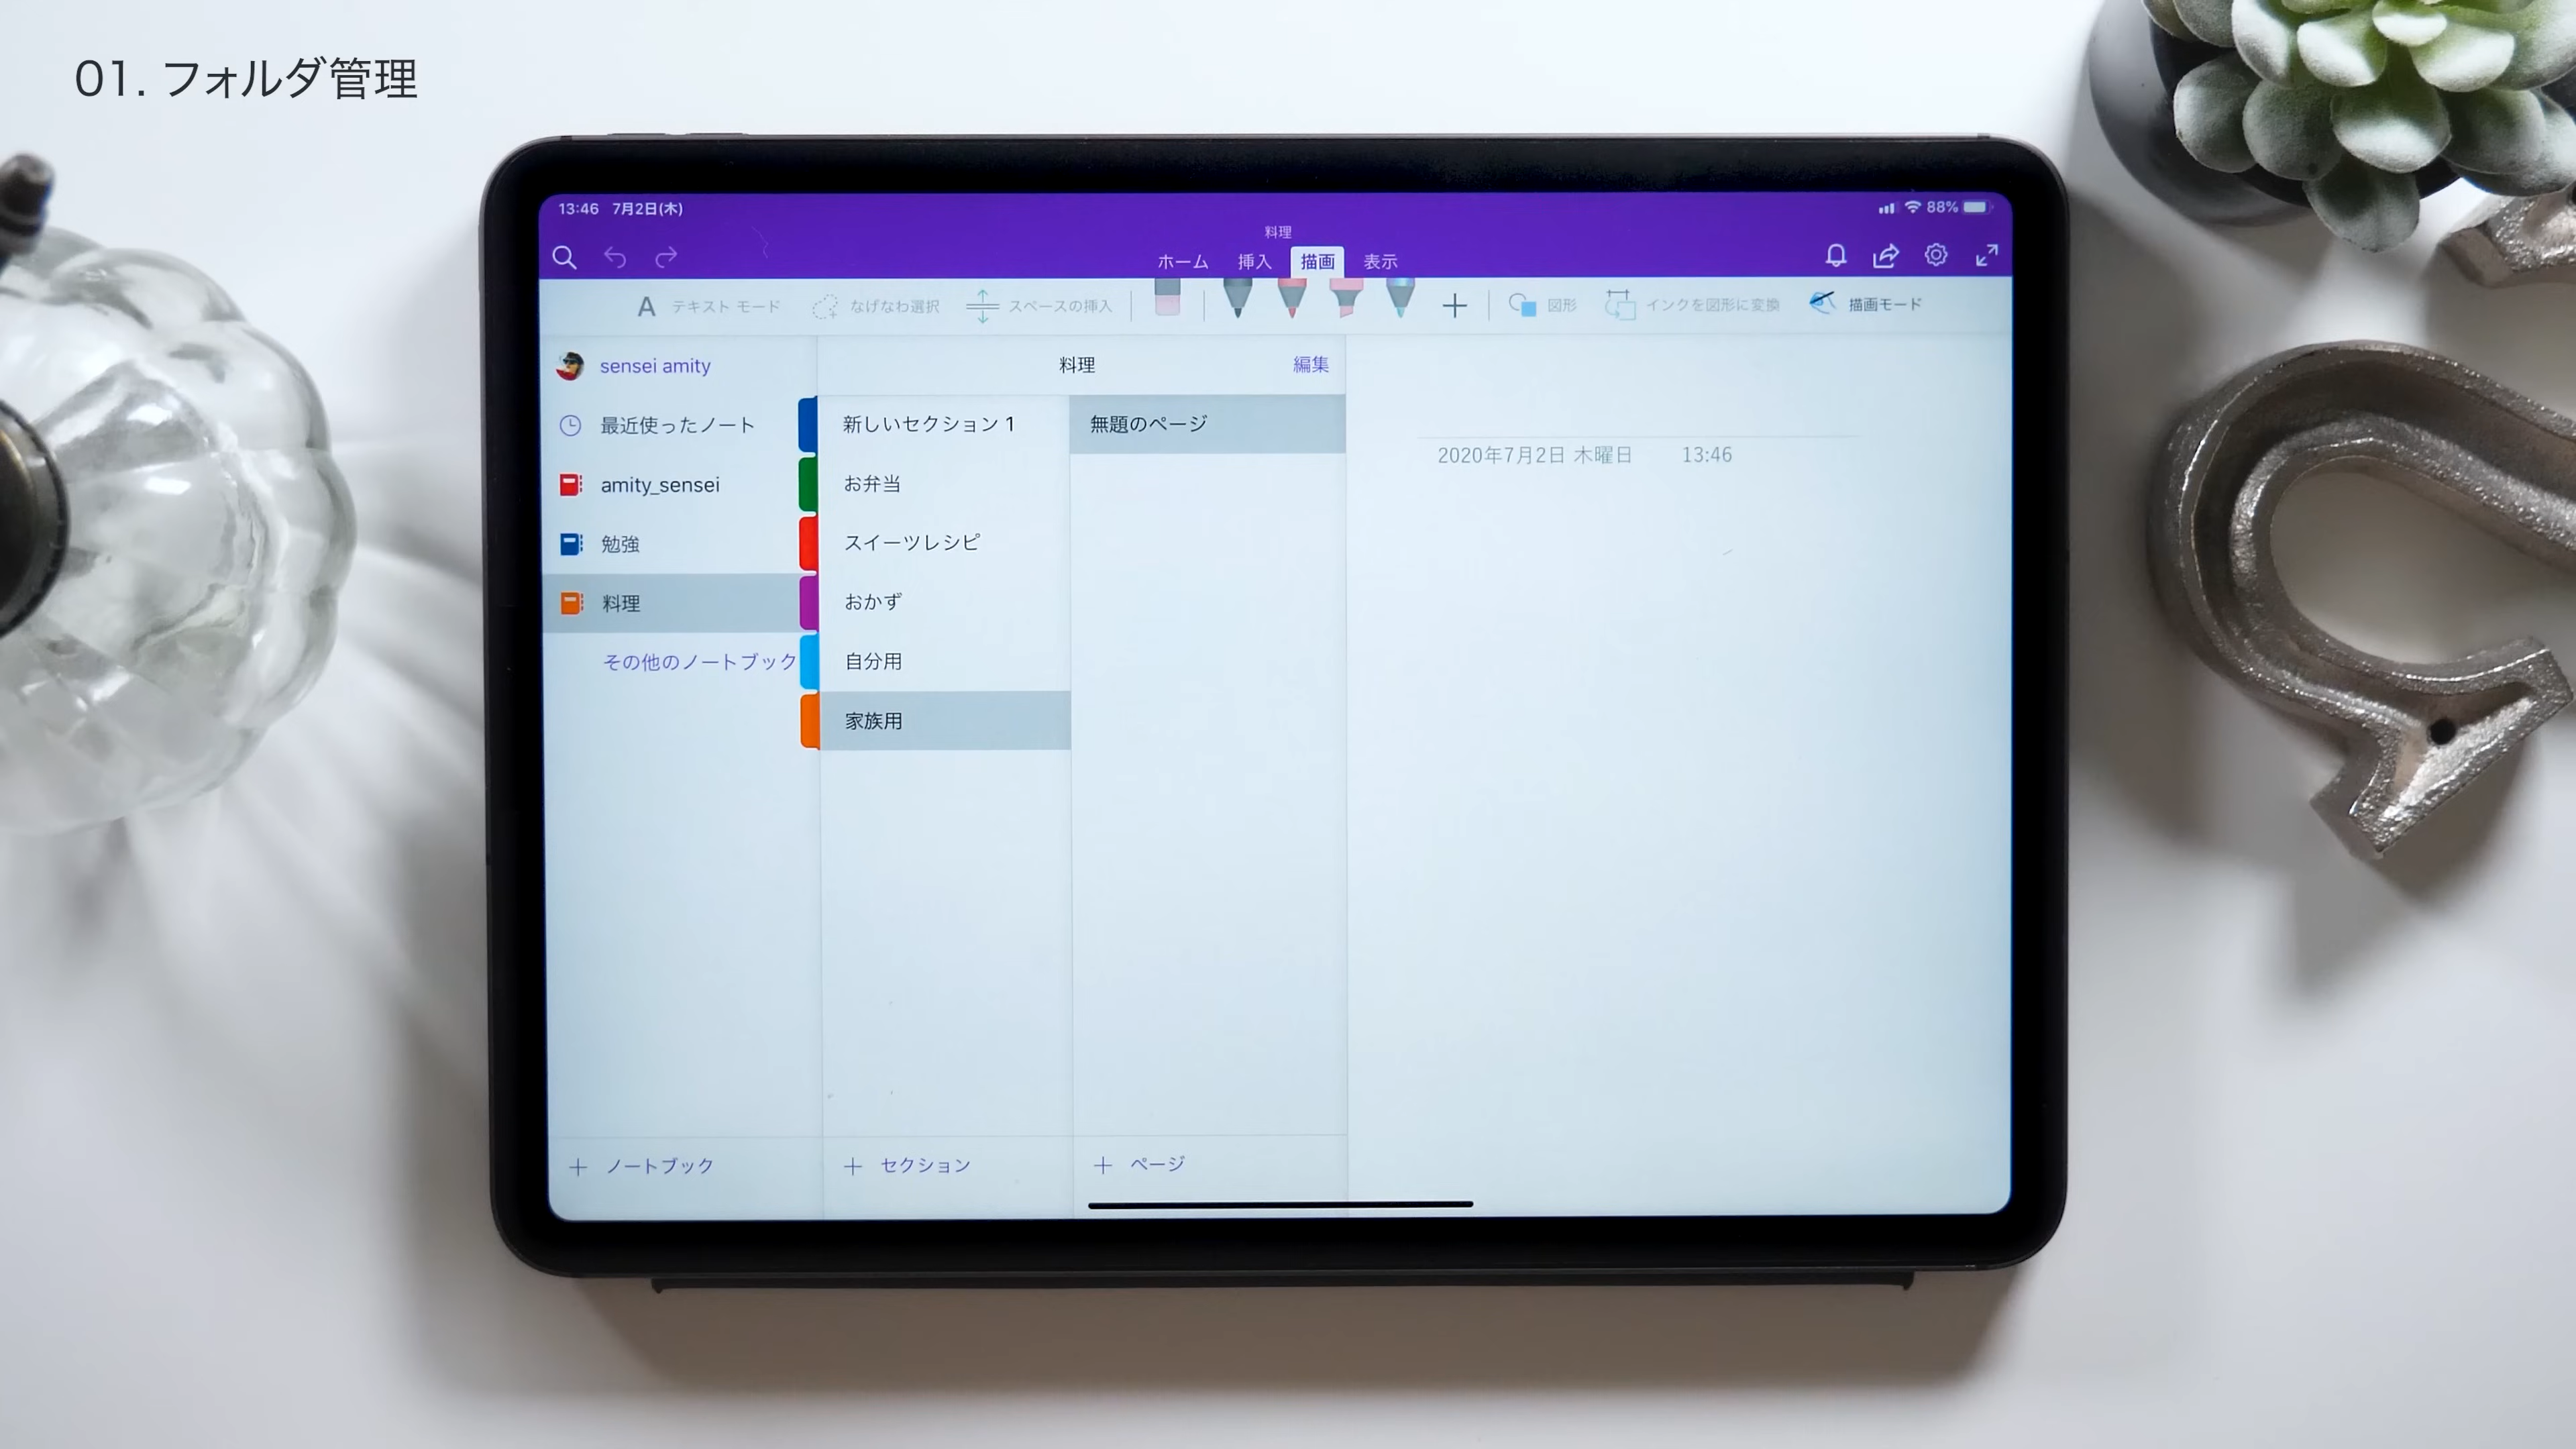 01. フォルダ管理
13:46 7月2日(木)
88%
料理
ホーム 挿入 描画 表示
A テキスト モード なげなわ選択 スペースの挿入 図形 インクを図形に変換 描画モード
sensei amity
料理 編集
最近使ったノート
新しいセクション 1
無題のページ
amity_sensei
お弁当
2020年7月2日 木曜日 13:46
勉強
スイーツレシピ
料理
おかず
その他のノートブック
自分用
家族用
+ ノートブック
+ セクション
+ ページ